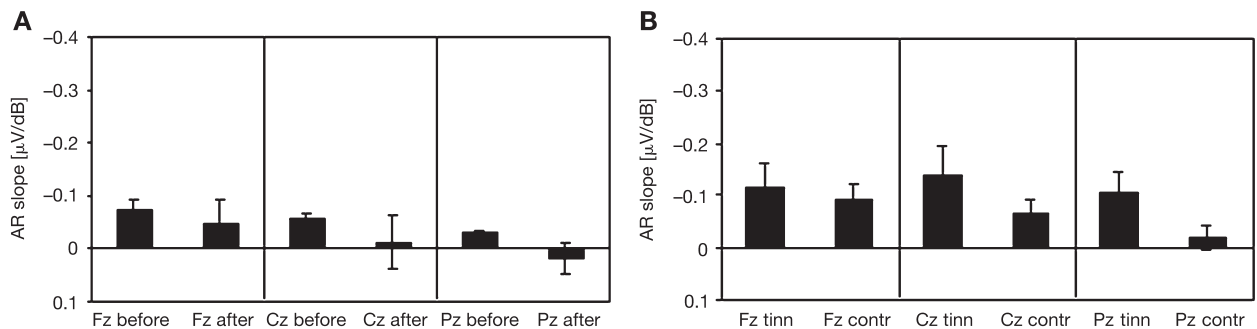 A
AR slope [μV/dB]
–0.4
–0.3
–0.2
–0.1
0
0.1
Fz before Fz after Cz before Cz after Pz before Pz after
B
AR slope [μV/dB]
–0.4
–0.3
–0.2
–0.1
0
0.1
Fz tinn Fz contr Cz tinn Cz contr Pz tinn Pz contr